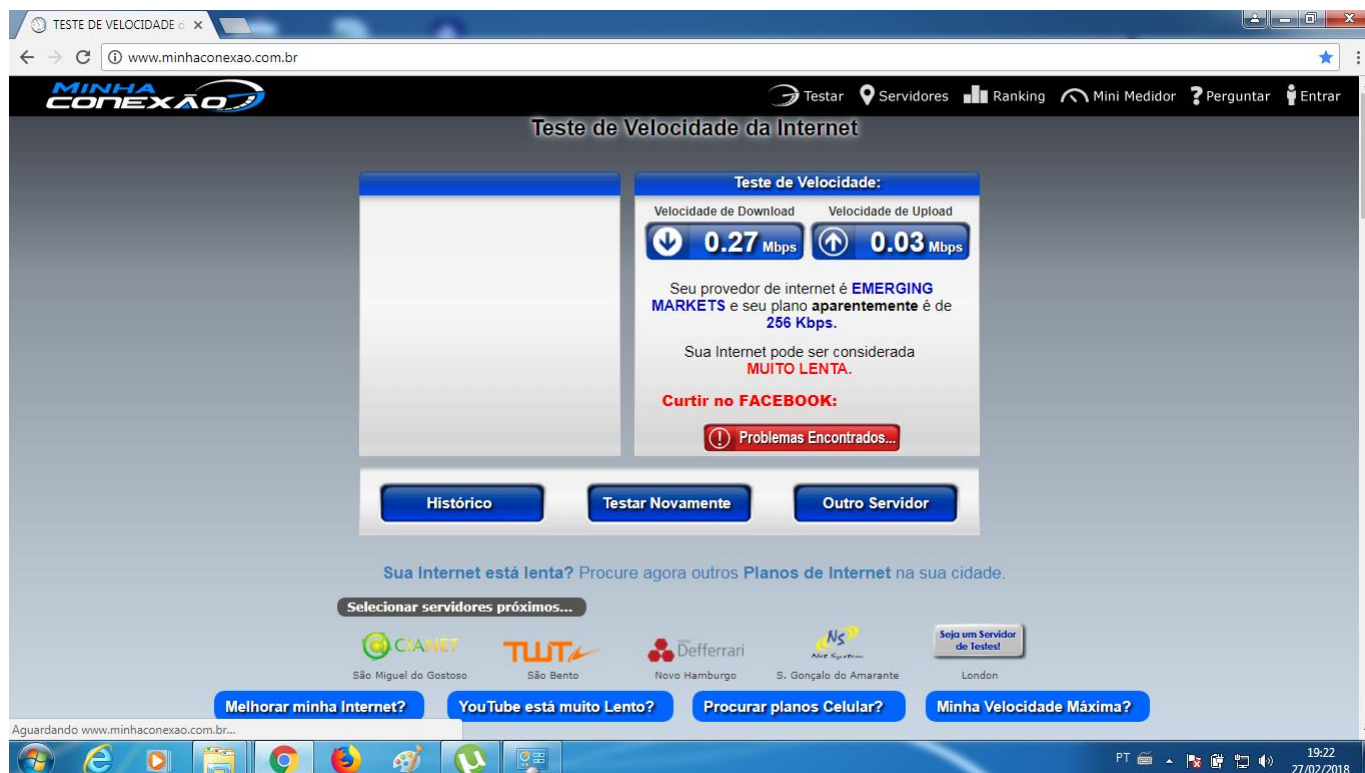 TESTE DE VELOCIDADE d
www.minhaconexao.com.br
MINHA
CONEXÃO
Testar
Servidores
Ranking
Mini Medidor
? Perguntar
Entrar
Teste de Velocidade da Internet
Teste de Velocidade:
Velocidade de Download
Velocidade de Upload
0.27 Mbps
0.03 Mbps
Seu provedor de internet é EMERGING
MARKETS e seu plano aparentemente é de
256 Kbps.
Sua Internet pode ser considerada
MUITO LENTA.
Curtir no FACEBOOK:
Problemas Encontrados...
Histórico
Testar Novamente
Outro Servidor
Sua Internet está lenta? Procure agora outros Planos de Internet na sua cidade.
Selecionar servidores próximos...
CIANET
TWT
Defferrari
Ns
Net System
Seja um Servidor
de Testes!
São Miguel do Gostoso
São Bento
Novo Hamburgo
S. Gonçalo do Amarante
London
Melhorar minha Internet?
YouTube está muito Lento?
Procurar planos Celular?
Minha Velocidade Máxima?
Aguardando www.minhaconexao.com.br...
PT
19:22
27/02/2018